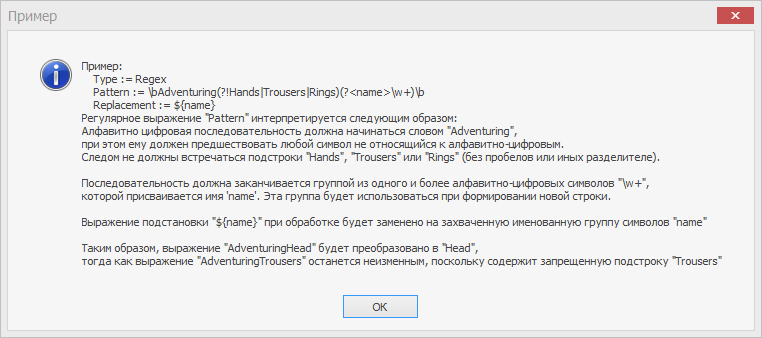 Пример
Пример:
Type := Regex
Pattern := \bAdventuring(?!Hands|Trousers|Rings)(?<name>\w+)\b
Replacement := ${name}
Регулярное выражение "Pattern" интерпретируется следующим образом:
Алфавитно цифровая последовательность должна начинаться словом "Adventuring",
при этом ему должен предшествовать любой символ не относящийся к алфавитно-цифровым.
Следом не должны встречаться подстроки "Hands", "Trousers" или "Rings" (без пробелов или иных разделителе).
Последовательность должна заканчивается группой из одного и более алфавитно-цифровых символов "\w+",
которой присваивается имя 'name'. Эта группа будет использоваться при формировании новой строки.
Выражение подстановки "${name}" при обработке будет заменено на захваченную именованную группу символов "name"
Таким образом, выражение "AdventuringHead" будет преобразовано в "Head",
тогда как выражение "AdventuringTrousers" останется неизменным, поскольку содержит запрещенную подстроку "Trousers"
OK